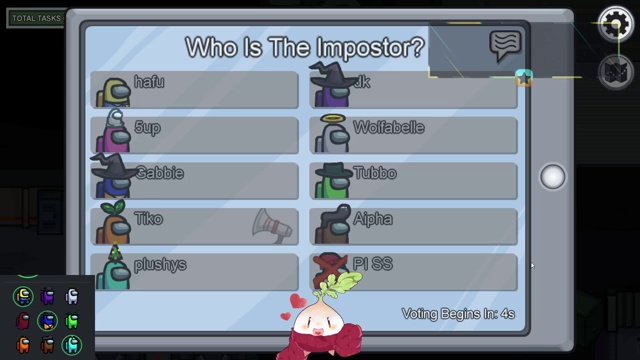 TOTAL TASKS
Who Is The Impostor?
hafu
Jk
5up
Wolfabelle
Gabbie
Tubbo
Tiko
Alpha
plushys
PI SS
Voting Begins In: 4s